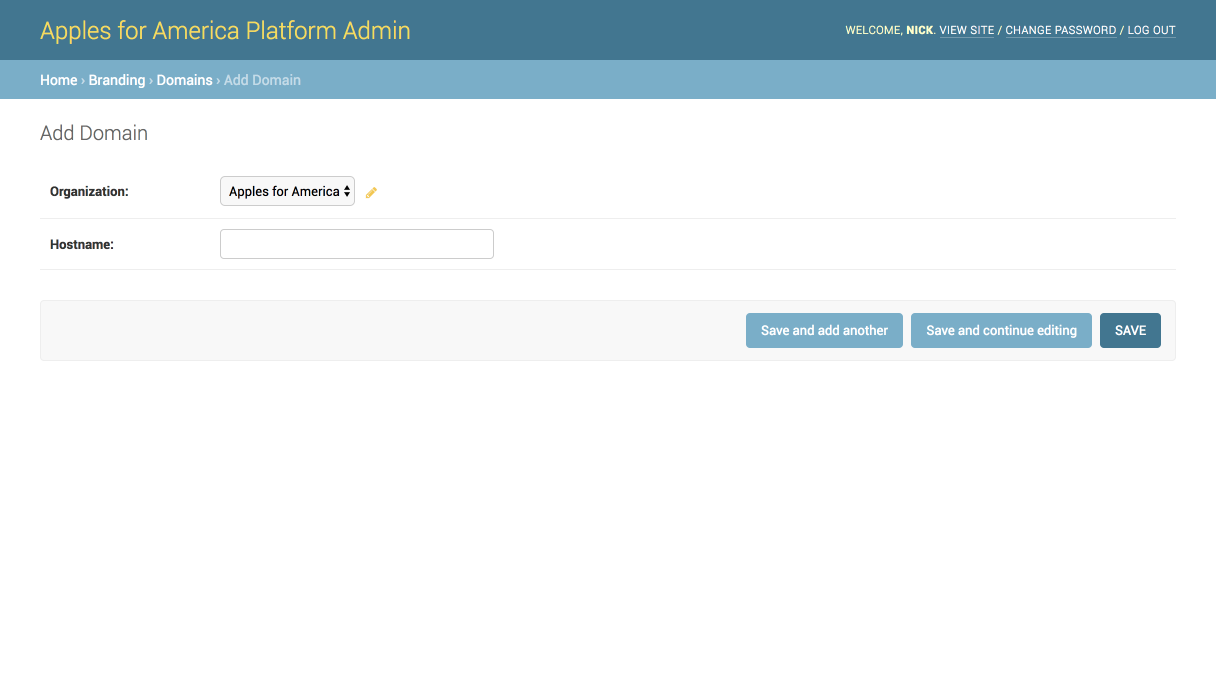 Apples for America Platform Admin
WELCOME, NICK. VIEW SITE / CHANGE PASSWORD / LOG OUT
Home › Branding › Domains › Add Domain
Add Domain
Organization: Apples for America
Hostname:
Save and add another Save and continue editing SAVE